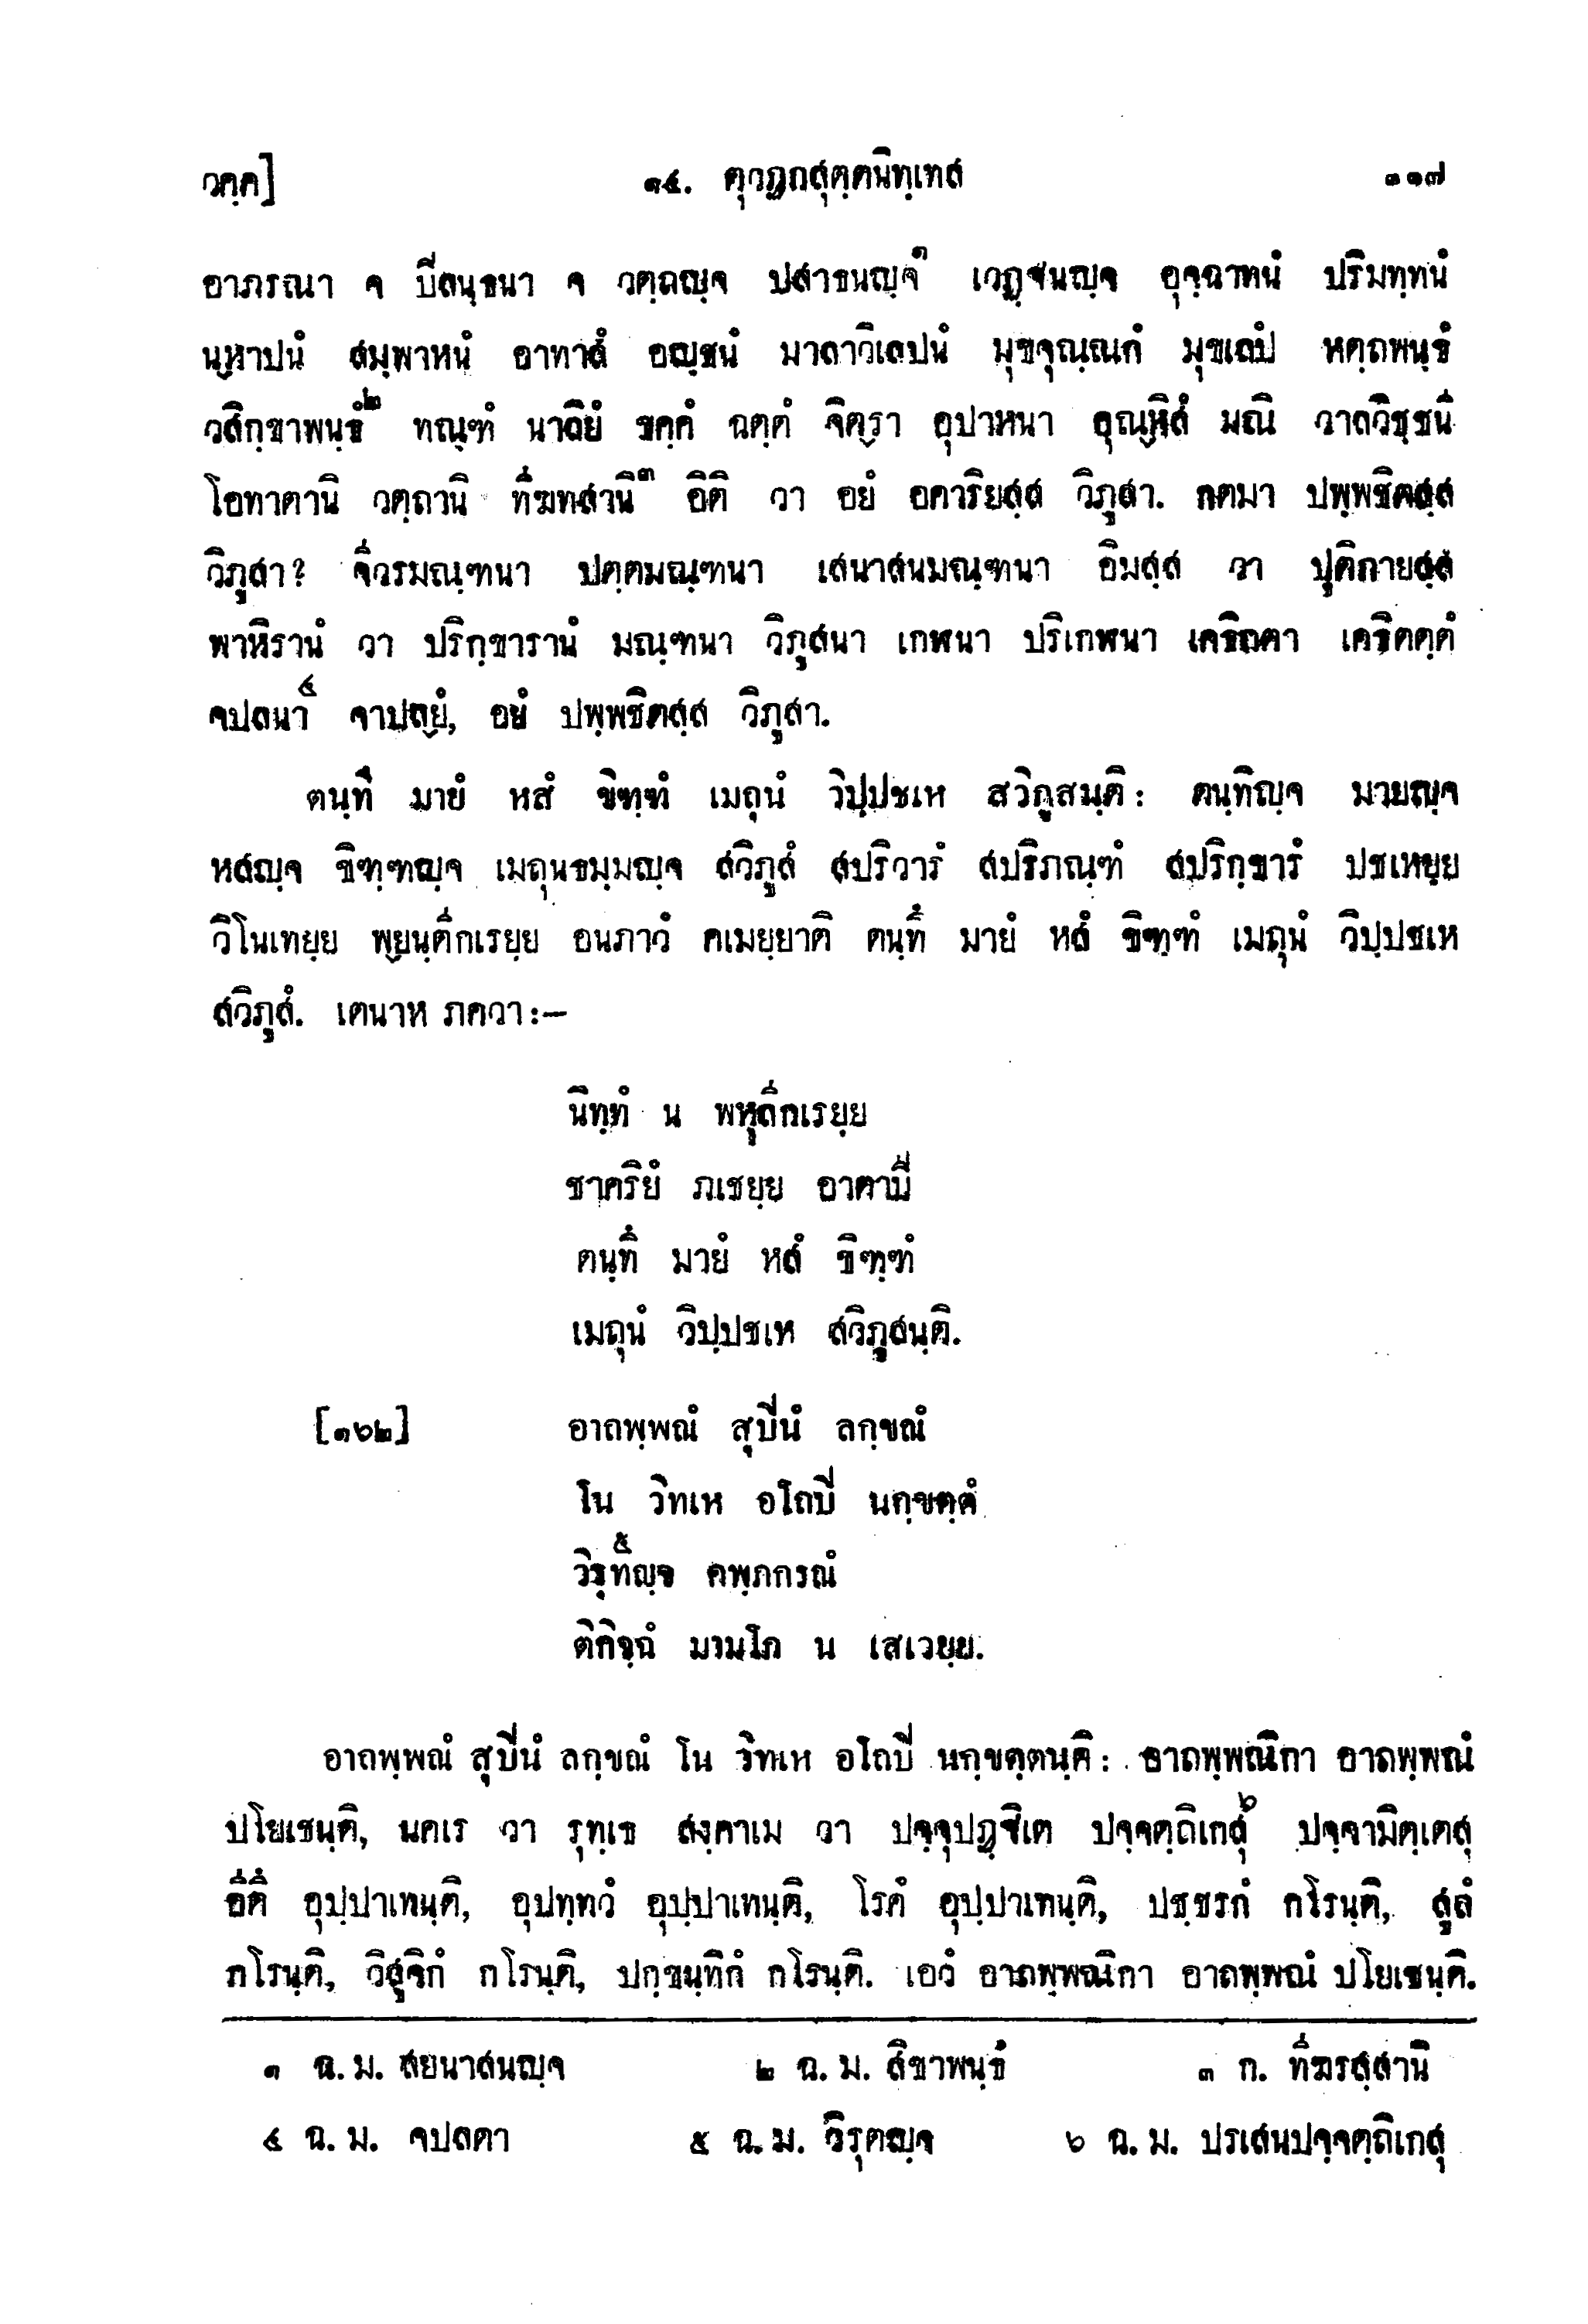 วคฺค]	๑๔. ตุวฏกสุตฺตนิทฺเทส	๑๑๗
อาภรณา จ ปิลนฺธนา จ วตฺถญฺจ ปสาธนญฺจ๑ เวฏฺฐนญฺจ อุจฺฉาทนํ ปริมทฺทนํ
นฺหาปนํ สมฺพาหนํ อาทาสํ อญฺชนํ มาลาวิเลปนํ มุขจุณฺณกํ มุขเลปํ หตฺถพนฺธํ
วสิกฺขาพนฺธํ๒ ทณฺฑํ นาฬิยํ ขคฺคํ ฉตฺตํ จิตฺรา อุปาหนา อุณฺหิสํ มณิ วาลวีชฺชนี
โอทาตานิ วตฺถานิ ทีฆทสานิ๓ อิติ วา อยํ อคาริยสฺส วิภูสา. กตมา ปพฺพชิตสฺส
วิภูสา? จีวรมณฺฑนา ปตฺตมณฺฑนา เสนาสนมณฺฑนา อิมสฺส วา ปูติกายสฺส
พาหิรานํ วา ปริกฺขารานํ มณฺฑนา วิภูสนา เกฬนา ปริเกฬนา เคธิตตา เคธิตตฺตํ
จปลนา๔ จาปลฺยํ, อยํ ปพฺพชิตสฺส วิภูสา.
ตนฺทึ มายํ หสํ ขิฑฺฑํ เมถุนํ วิปฺปชเห สวิภูสนฺติ: ตนฺทิญฺจ มายญฺจ
หสญฺจ ขิฑฺฑญฺจ เมถุนธมฺมญฺจ สวิภูสํ สปริวารํ สปริภณฺฑํ สปริกฺขารํ ปชเหยฺย
วิโนเทยฺย พฺยนฺตีกเรยฺย อนภาวํ คเมยฺยาติ ตนฺทึ มายํ หสํ ขิฑฺฑํ เมถุนํ วิปฺปชเห
สวิภูสํ. เตนาห ภควา:—
นิทฺทํ น พหุลีกเรยฺย
ชาคริยํ ภเชยฺย อาตาปี
ตนฺทึ มายํ หสํ ขิฑฺฑํ
เมถุนํ วิปฺปชเห สวิภูสนฺติ.
[๑๖๒]	อาถพฺพณํ สุปินํ ลกฺขณํ
โน วิทเห อโถปิ นกฺขตฺตํ
วิรุทิญฺจ๕ คพฺภกรณํ
ติกิจฺฉํ มามโก น เสเวยฺย.
อาถพฺพณํ สุปินํ ลกฺขณํ โน วิทเห อโถปิ นกฺขตฺตนฺติ: อาถพฺพณิกา อาถพฺพณํ
ปโยเชนฺติ, นคเร วา รุทฺเธ สงฺคาเม วา ปจฺจุปฏฺฐิเต ปจฺจตฺถิเกสุ๖ ปจฺจามิตฺเตสุ
อีตึ อุปฺปาเทนฺติ, อุปทฺทวํ อุปฺปาเทนฺติ, โรคํ อุปฺปาเทนฺติ, ปชฺชรกํ กโรนฺติ, สูลํ
กโรนฺติ, วิสูจิกํ กโรนฺติ, ปกฺขนฺทิกํ กโรนฺติ. เอวํ อาถพฺพณิกา อาถพฺพณํ ปโยเชนฺติ.
๑ ฉ. ม. สยนาสนญฺจ	๒ ฉ. ม. สิขาพนฺธํ	๓ ก. ทีฆรสฺสานิ
๔ ฉ. ม. จปลตา	๕ ฉ. ม. วิรุตญฺจ	๖ ฉ. ม. ปรเสนปจฺจตฺถิเกสุ